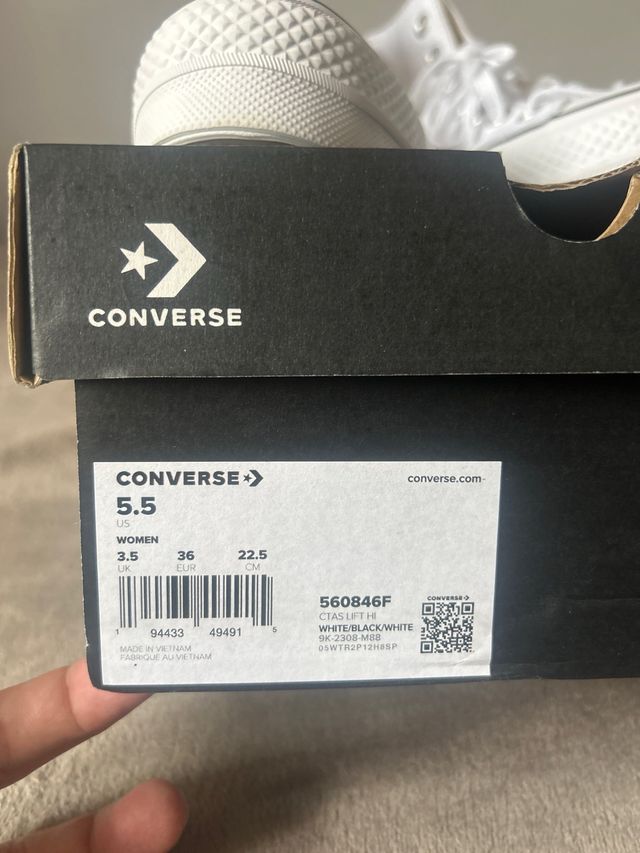 CONVERSE
CONVERSE
converse.com
5.5
US
WOMEN
3.5 36 22.5
UK EUR CM
1 94433 49491 5
MADE IN VIETNAM
FABRIQUE AU VIETNAM
560846F
CTAS LIFT HI
WHITE/BLACK/WHITE
9K-2308-M88
05WTR2P12H8SP
CONVERSE